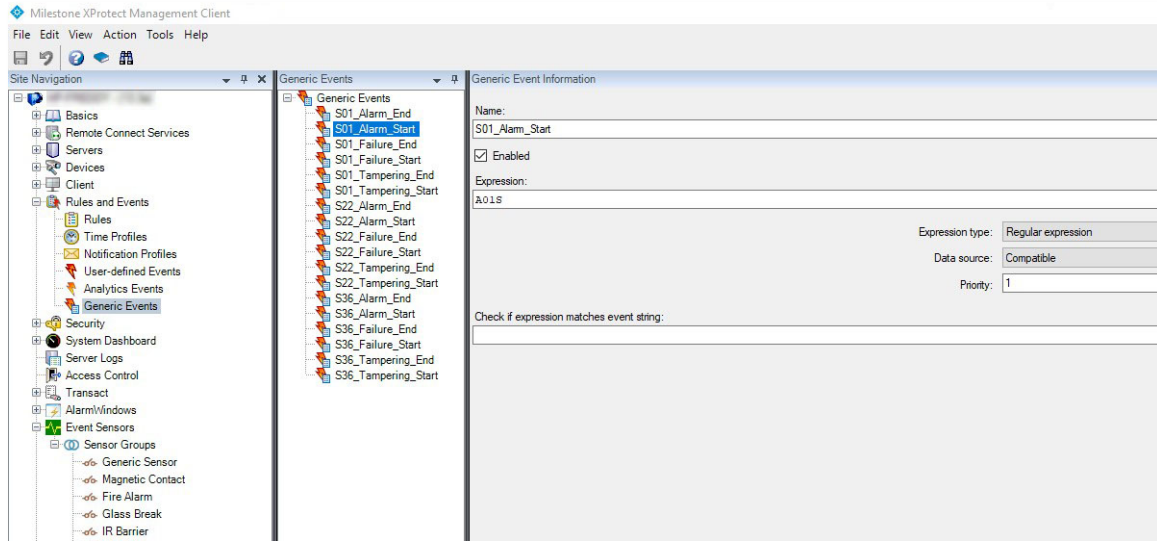 Milestone XProtect Management Client
File Edit View Action Tools Help
Site Navigation
Basics
Remote Connect Services
Servers
Devices
Client
Rules and Events
Rules
Time Profiles
Notification Profiles
User-defined Events
Analytics Events
Generic Events
Security
System Dashboard
Server Logs
Access Control
Transact
AlarmWindows
Event Sensors
Sensor Groups
Generic Sensor
Magnetic Contact
Fire Alarm
Glass Break
IR Barrier
Generic Events
Generic Events
S01_Alarm_End
S01_Alarm_Start
S01_Failure_End
S01_Failure_Start
S01_Tampering_End
S01_Tampering_Start
S22_Alarm_End
S22_Alarm_Start
S22_Failure_End
S22_Failure_Start
S22_Tampering_End
S22_Tampering_Start
S36_Alarm_End
S36_Alarm_Start
S36_Failure_End
S36_Failure_Start
S36_Tampering_End
S36_Tampering_Start
Generic Event Information
Name:
S01_Alarm_Start
Enabled
Expression:
A01S
Expression type: Regular expression
Data source: Compatible
Priority: 1
Check if expression matches event string: